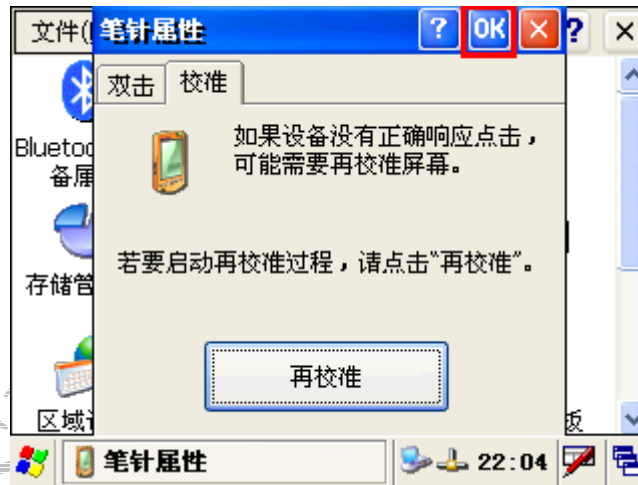 文件(
笔针属性
?
OK
×
?
×
双击
校准
如果设备没有正确响应点击，
可能需要再校准屏幕。
Bluetoo
备属
若要启动再校准过程，请点击“再校准”。
存储管
再校准
区域设
版
笔针属性
22:04